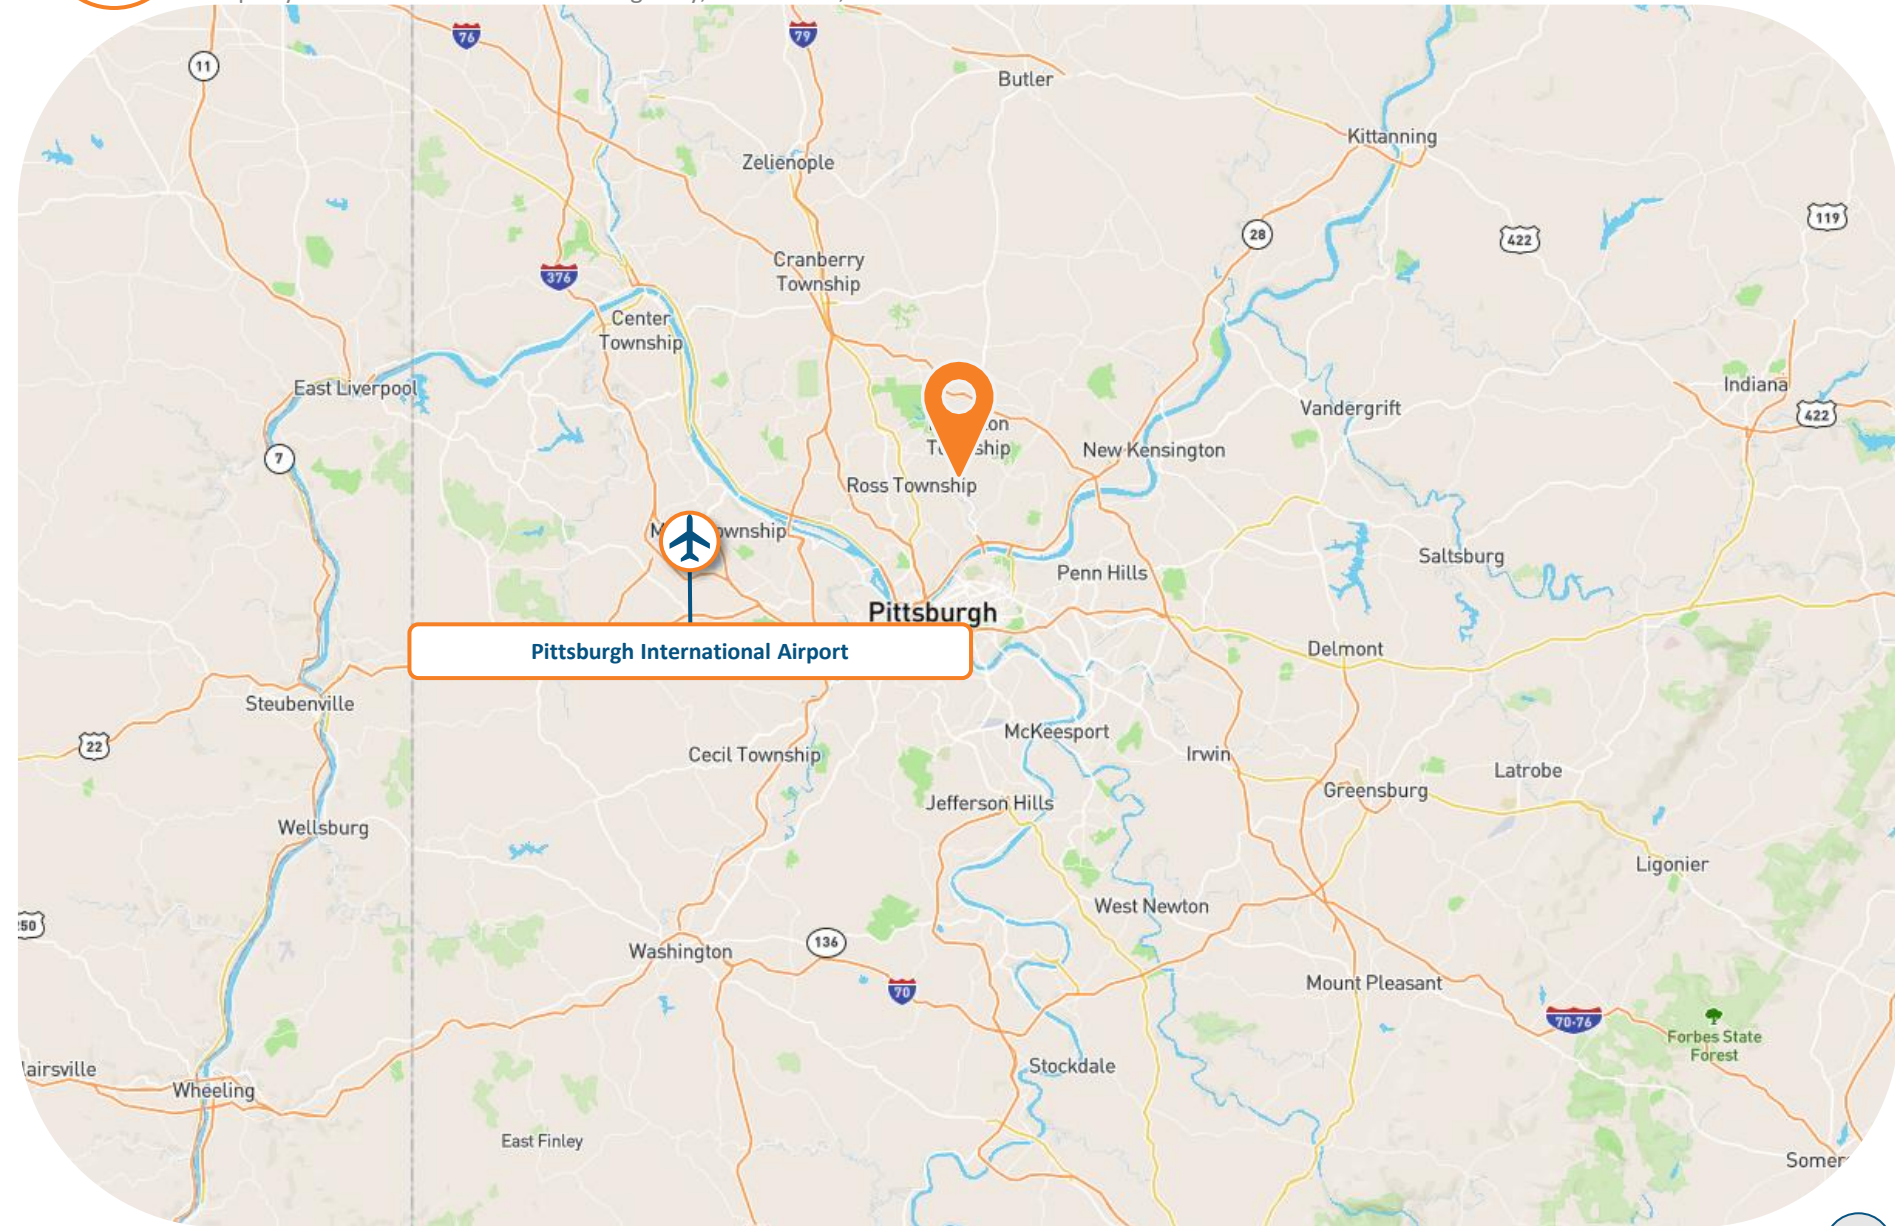 76
79
11
Butler
Kittanning
Zelienople
119
28
422
Cranberry
Township
376
Center
Township
East Liverpool
Indiana
Vandergrift
422
7
New Kensington
Ross Township
Saltsburg
Penn Hills
Pittsburgh
Pittsburgh International Airport
Delmont
Steubenville
22
McKeesport
Cecil Township
Irwin
Latrobe
Greensburg
Jefferson Hills
Wellsburg
Ligonier
West Newton
Washington
136
70
Mount Pleasant
70-76
Forbes State
Forest
Stockdale
Wheeling
East Finley